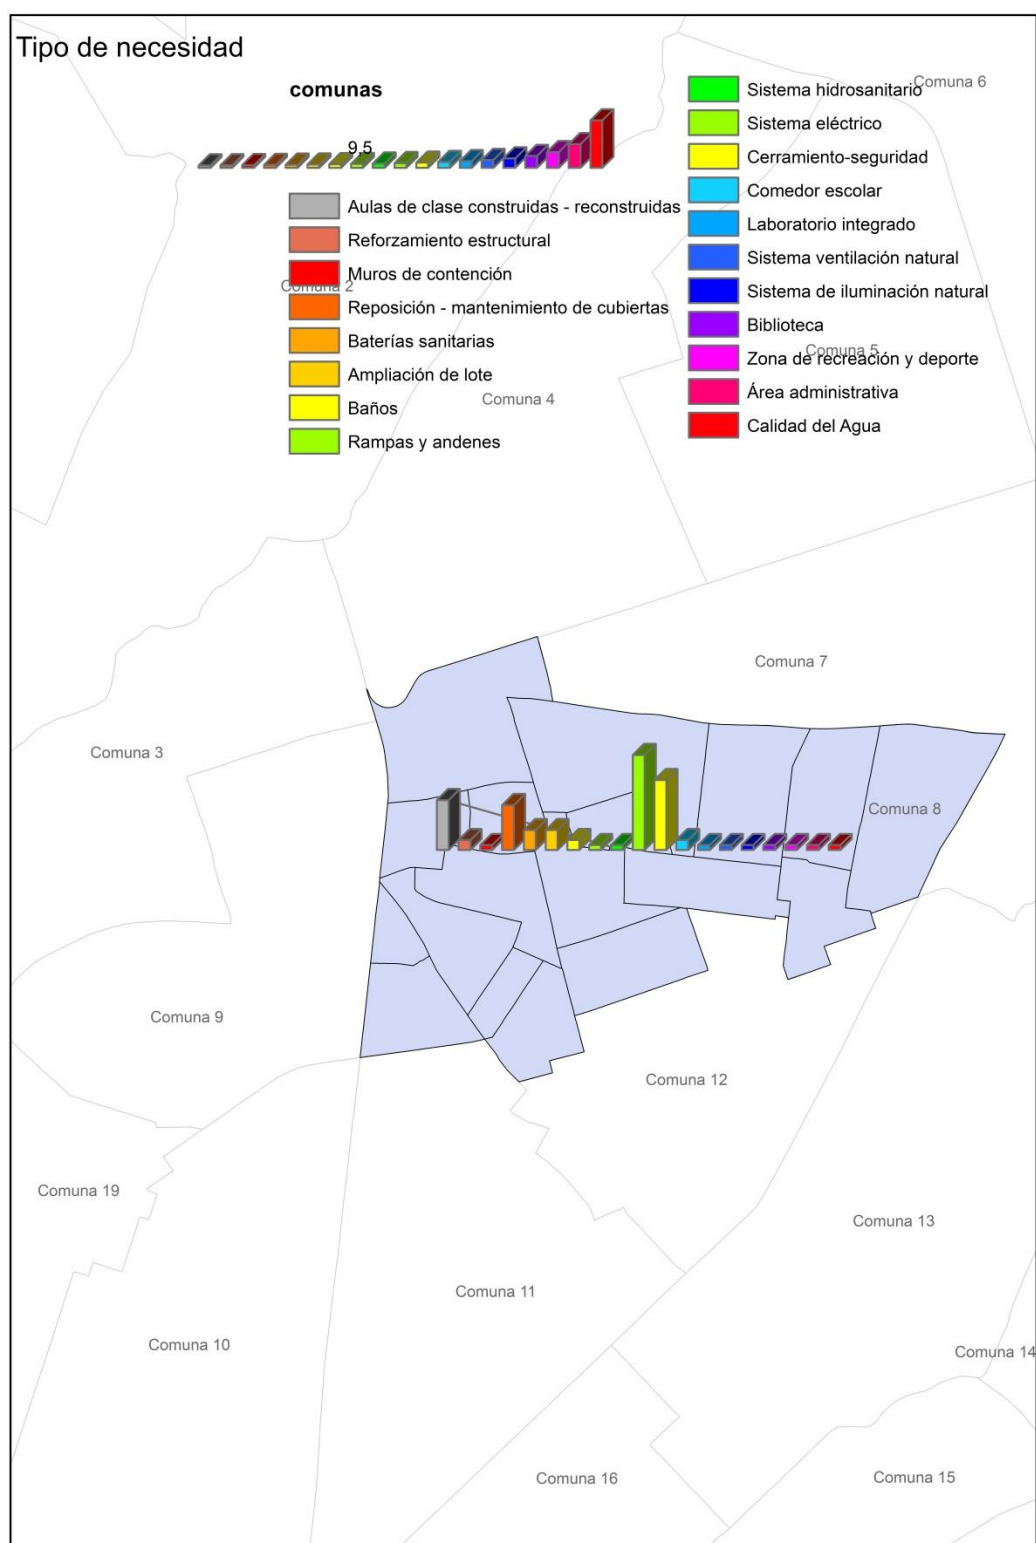 Tipo de necesidad
comunas
9,5
Aulas de clase construidas - reconstruidas
Reforzamiento estructural
Muros de contención
Reposición - mantenimiento de cubiertas
Baterías sanitarias
Ampliación de lote
Baños
Rampas y andenes
Sistema hidrosanitario
Sistema eléctrico
Cerramiento-seguridad
Comedor escolar
Laboratorio integrado
Sistema ventilación natural
Sistema de iluminación natural
Biblioteca
Zona de recreación y deporte
Área administrativa
Calidad del Agua
Comuna 6
Comuna 2
Comuna 5
Comuna 4
Comuna 7
Comuna 3
Comuna 8
Comuna 9
Comuna 12
Comuna 19
Comuna 13
Comuna 11
Comuna 10
Comuna 14
Comuna 16
Comuna 15